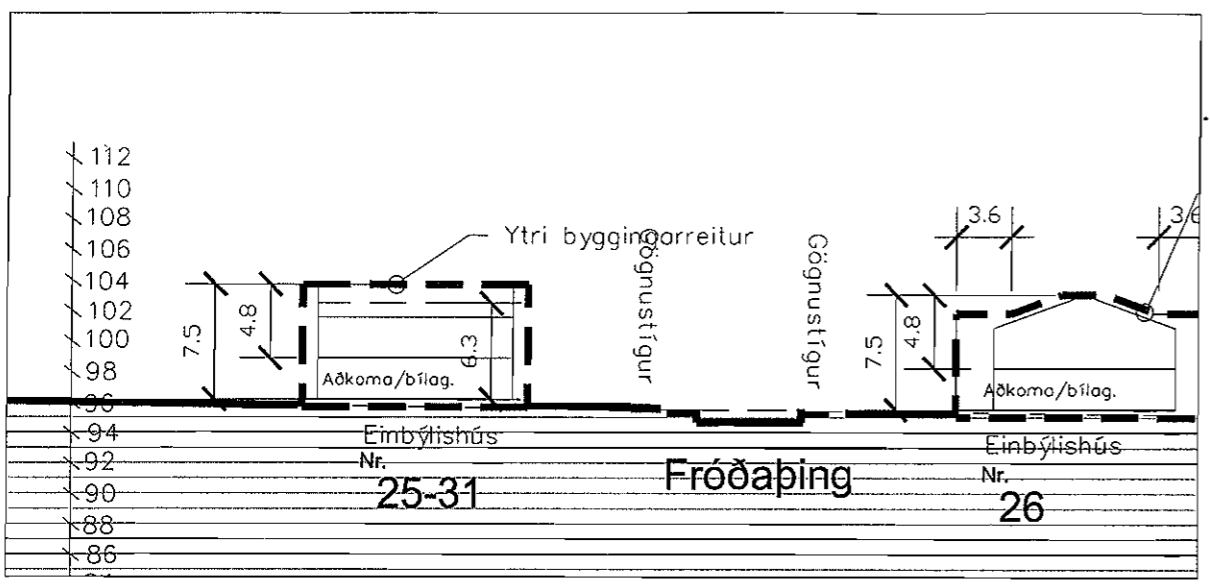 112
110
108
106
104
102
100
98
96
94
92
90
88
86
7.5
4.8
Ytri byggingarreitur
6.3
Aðkoma/bílag.
Einbýlishús
Nr.
25-31
Gögnustígur
Gögnustígur
Fróðaþing
3.6
3.6
7.5
4.8
Aðkoma/bílag.
Einbýlishús
Nr.
26